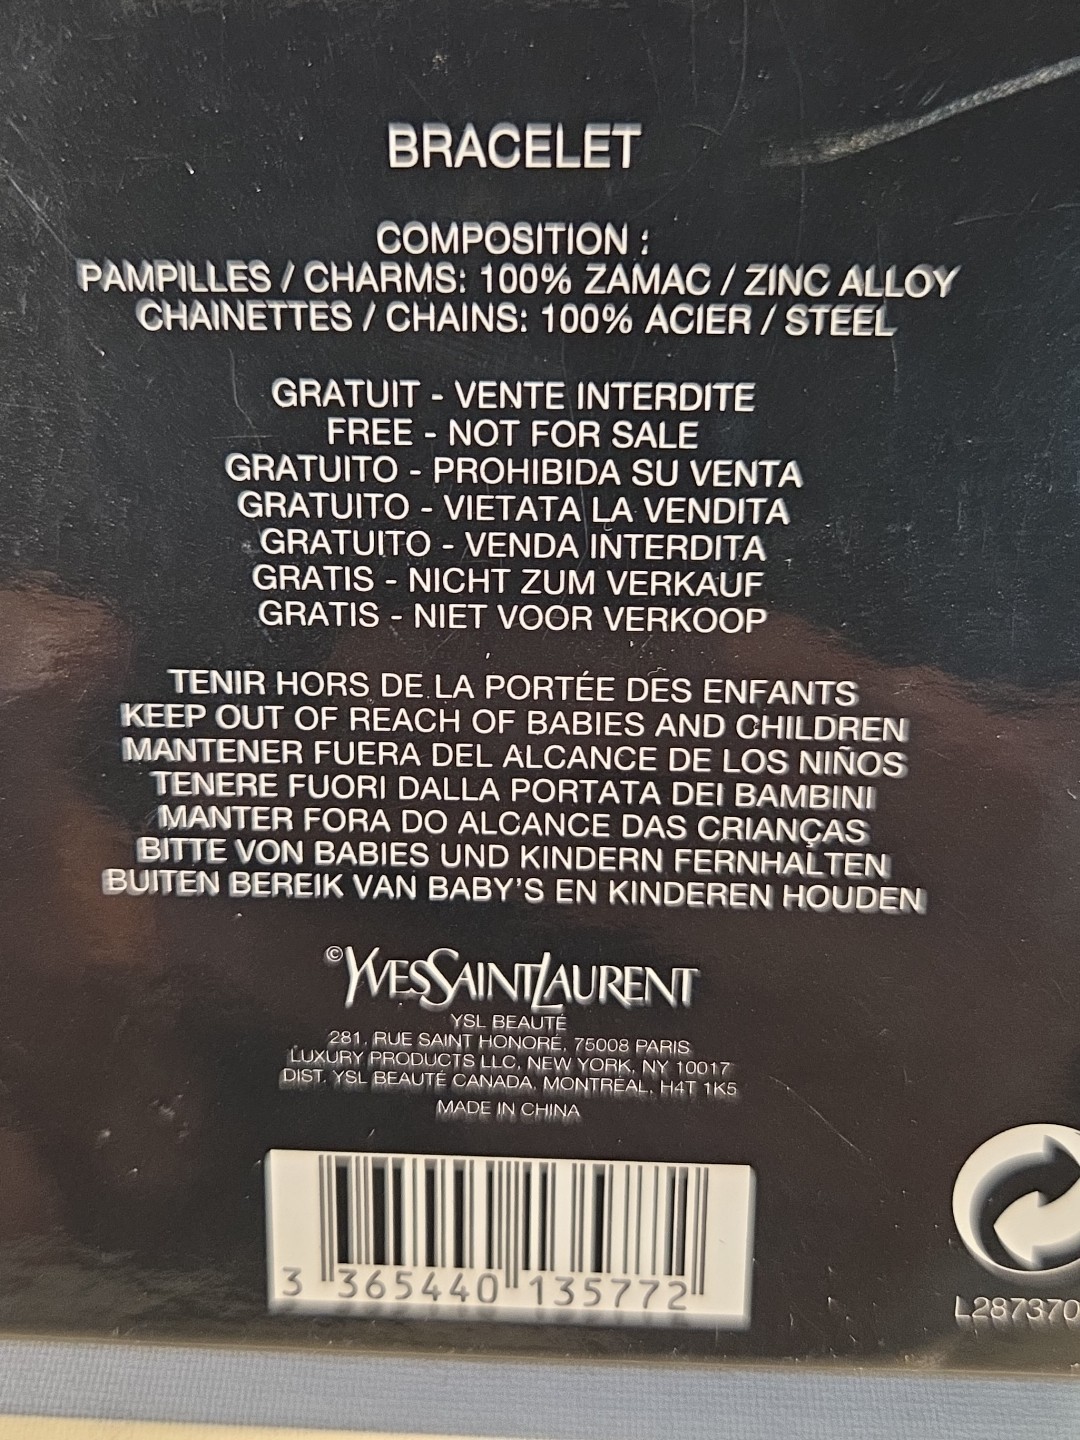 BRACELET
COMPOSITION :
PAMPILLES / CHARMS: 100% ZAMAC / ZINC ALLOY
CHAINETTES / CHAINS: 100% ACIER / STEEL
GRATUIT - VENTE INTERDITE
FREE - NOT FOR SALE
GRATUITO - PROHIBIDA SU VENTA
GRATUITO - VIETATA LA VENDITA
GRATUITO - VENDA INTERDITA
GRATIS - NICHT ZUM VERKAUF
GRATIS - NIET VOOR VERKOOP
TENIR HORS DE LA PORTÉE DES ENFANTS
KEEP OUT OF REACH OF BABIES AND CHILDREN
MANTENER FUERA DEL ALCANCE DE LOS NIÑOS
TENERE FUORI DALLA PORTATA DEI BAMBINI
MANTER FORA DO ALCANCE DAS CRIANÇAS
BITTE VON BABIES UND KINDERN FERNHALTEN
BUITEN BEREIK VAN BABY'S EN KINDEREN HOUDEN
©YVESSAINTLAURENT
YSL BEAUTÉ
281, RUE SAINT HONORÉ, 75008 PARIS
LUXURY PRODUCTS LLC, NEW YORK, NY 10017
DIST. YSL BEAUTÉ CANADA, MONTRÉAL, H4T 1K5
MADE IN CHINA
3 365440 135772
L287370